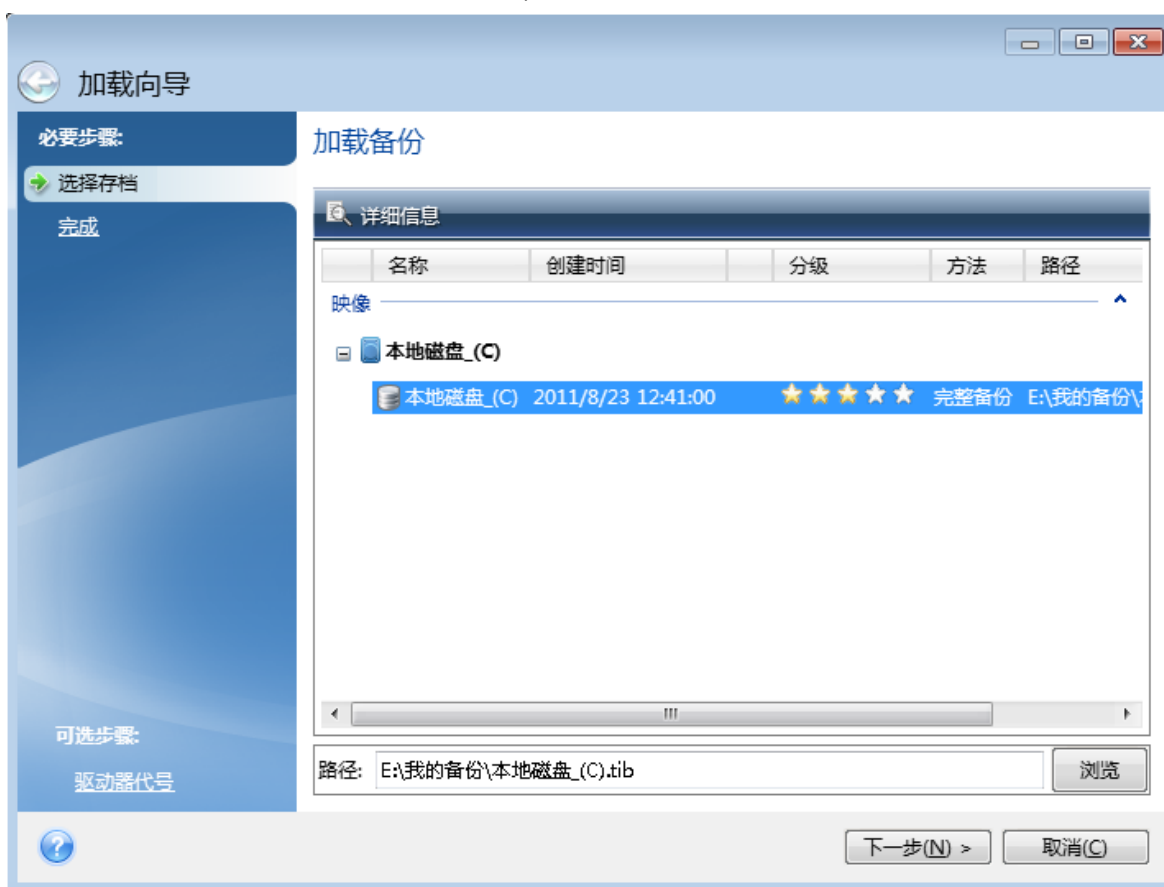 加载向导
必要步骤:
选择存档
完成
可选步骤:
驱动器代号
加载备份
详细信息
名称 创建时间 分级 方法 路径
映像
本地磁盘_(C)
本地磁盘_(C) 2011/8/23 12:41:00 完整备份 E:\我的备份\
路径: E:\我的备份\本地磁盘_(C).tib 浏览
下一步(N) > 取消(C)